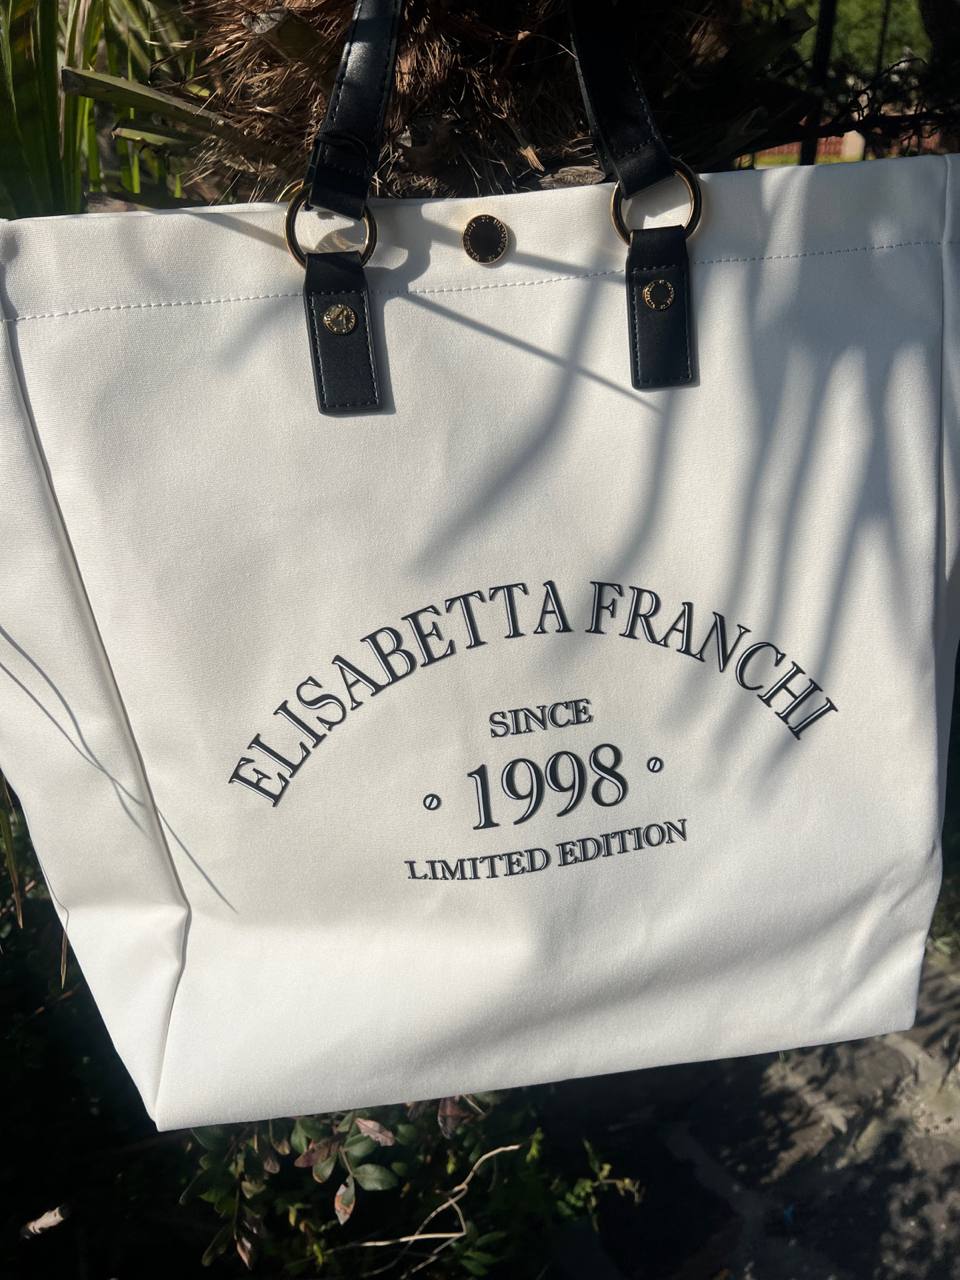 ELISABETTA FRANCHI
SINCE
1998
LIMITED EDITION